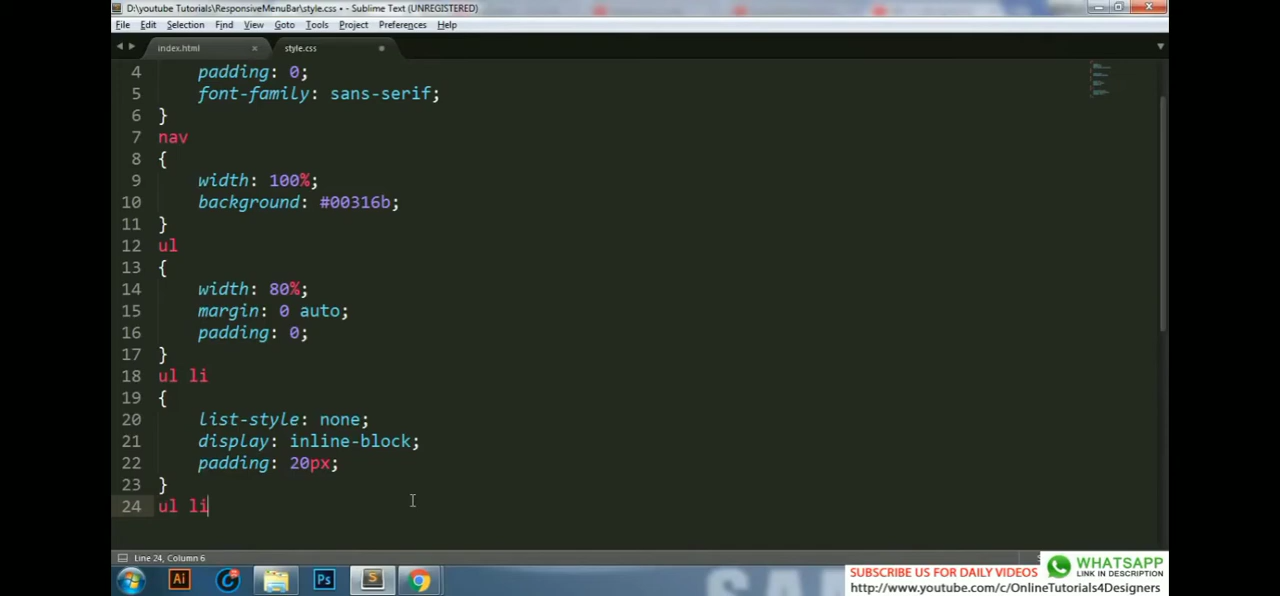 D:\youtube Tutorials\ResponsiveMenuBar\style.css • - Sublime Text (UNREGISTERED)
File Edit Selection Find View Goto Tools Project Preferences Help
index.html × style.css
4 padding: 0;
5 font-family: sans-serif;
6 }
7 nav
8 {
9 width: 100%;
10 background: #00316b;
11 }
12 ul
13 {
14 width: 80%;
15 margin: 0 auto;
16 padding: 0;
17 }
18 ul li
19 {
20 list-style: none;
21 display: inline-block;
22 padding: 20px;
23 }
24 ul li
Line 24, Column 6
Ai Ps S
SUBSCRIBE US FOR DAILY VIDEOS
WHATSAPP
LINK IN DESCRIPTION
http://www.youtube.com/c/OnlineTutorials4Designers